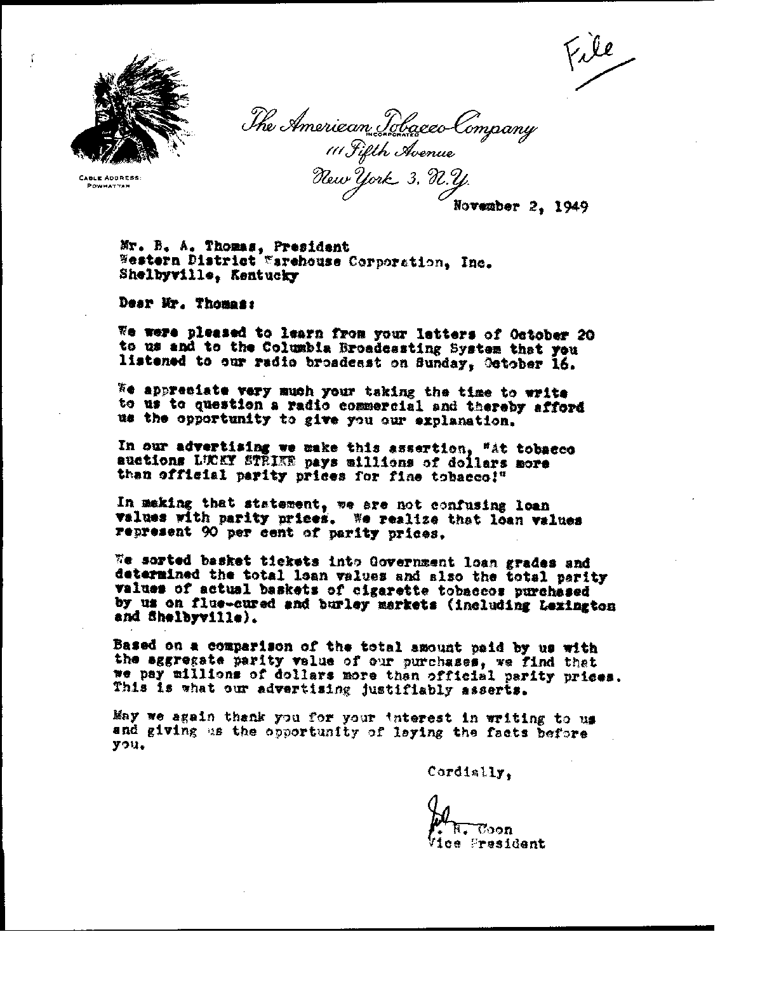 File
The American Tobacco Company
INCORPORATED
111 Fifth Avenue
New York 3, N.Y.
CABLE ADDRESS:
POWHATTAN
November 2, 1949
Mr. B. A. Thomas, President
Western District Warehouse Corporation, Inc.
Shelbyville, Kentucky
Dear Mr. Thomas:
We were pleased to learn from your letters of October 20
to us and to the Columbia Broadcasting System that you
listened to our radio broadcast on Sunday, October 16.
We appreciate very much your taking the time to write
to us to question a radio commercial and thereby afford
us the opportunity to give you our explanation.
In our advertising we make this assertion, "At tobacco
auctions LUCKY STRIKE pays millions of dollars more
than official parity prices for fine tobacco!"
In making that statement, we are not confusing loan
values with parity prices. We realize that loan values
represent 90 per cent of parity prices.
We sorted basket tickets into Government loan grades and
determined the total loan values and also the total parity
values of actual baskets of cigarette tobaccos purchased
by us on flue-cured and burley markets (including Lexington
and Shelbyville).
Based on a comparison of the total amount paid by us with
the aggregate parity value of our purchases, we find that
we pay millions of dollars more than official parity prices.
This is what our advertising justifiably asserts.
May we again thank you for your interest in writing to us
and giving us the opportunity of laying the facts before
you.
Cordially,
H. Coon
Vice President